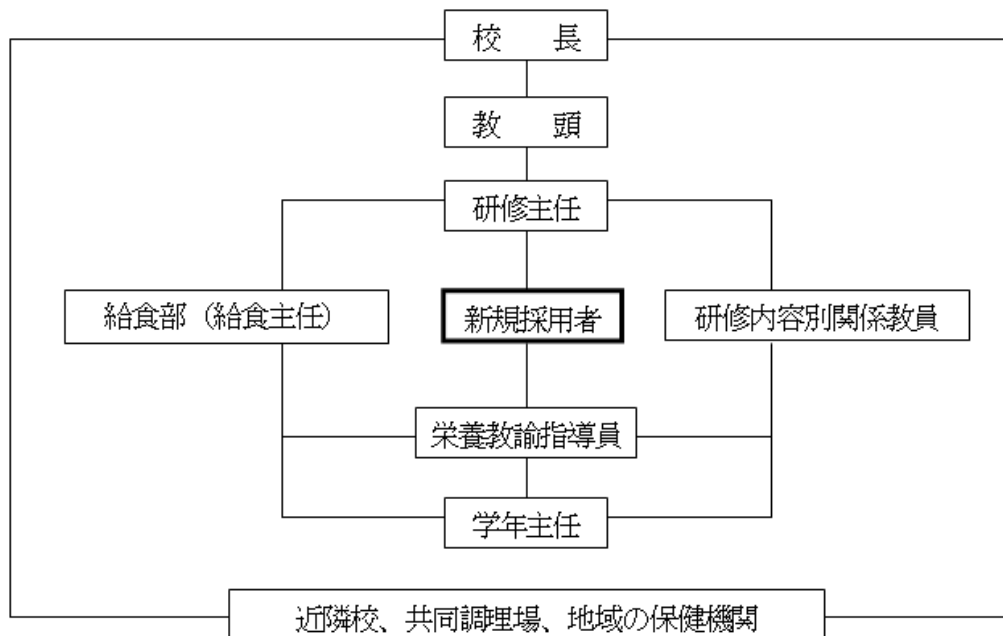 校　　長
教　　頭
研修主任
給食部（給食主任）
新規採用者
研修内容別関係教員
栄養教諭指導員
学年主任
近隣校、共同調理場、地域の保健機関